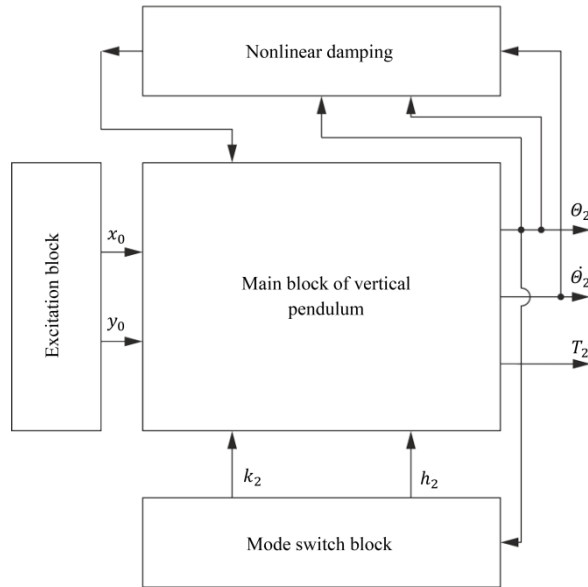 Nonlinear damping
Excitation block
x₀
y₀
Main block of vertical
pendulum
Θ₂
Θ̇₂
T₂
k₂
h₂
Mode switch block